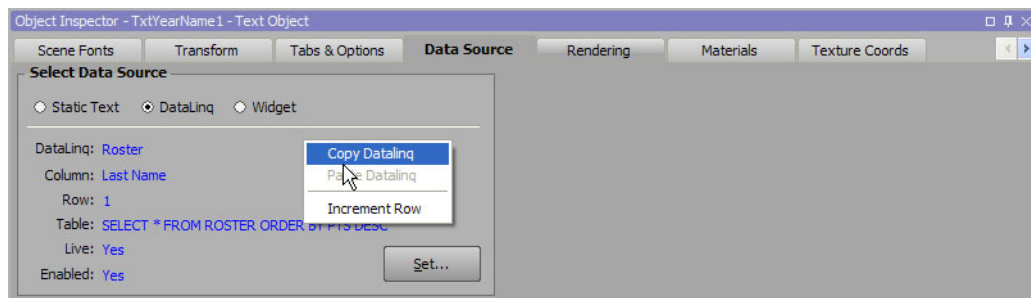 Object Inspector - TxtYearName1 - Text Object
Scene Fonts Transform Tabs & Options Data Source Rendering Materials Texture Coords
Select Data Source
Static Text DataLinq Widget
DataLinq: Roster
Copy Datalinq
Column: Last Name
Paste Datalinq
Row: 1
Increment Row
Table: SELECT * FROM ROSTER ORDER BY PTS DESC
Live: Yes
Set...
Enabled: Yes